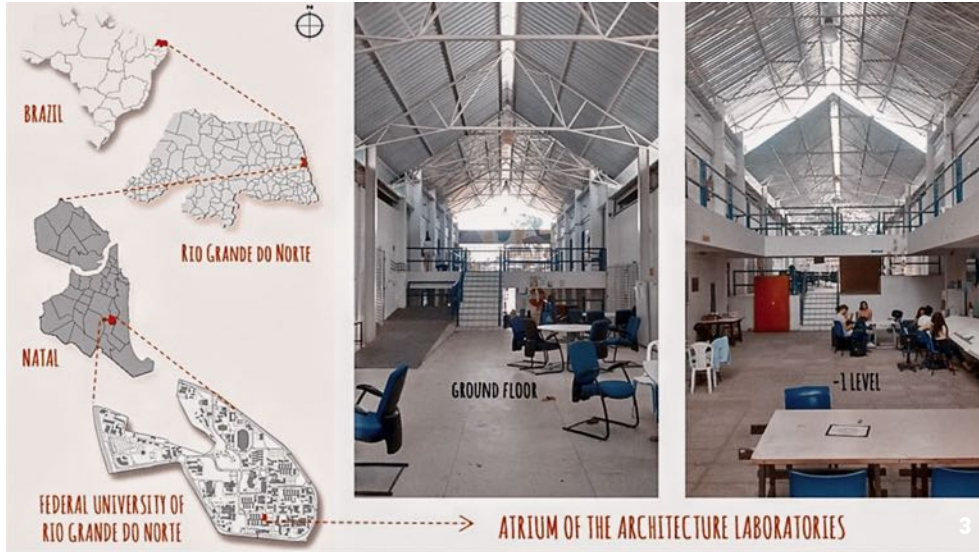 N
BRAZIL
RIO GRANDE DO NORTE
NATAL
FEDERAL UNIVERSITY OF
RIO GRANDE DO NORTE
GROUND FLOOR
-1 LEVEL
ATRIUM OF THE ARCHITECTURE LABORATORIES
3